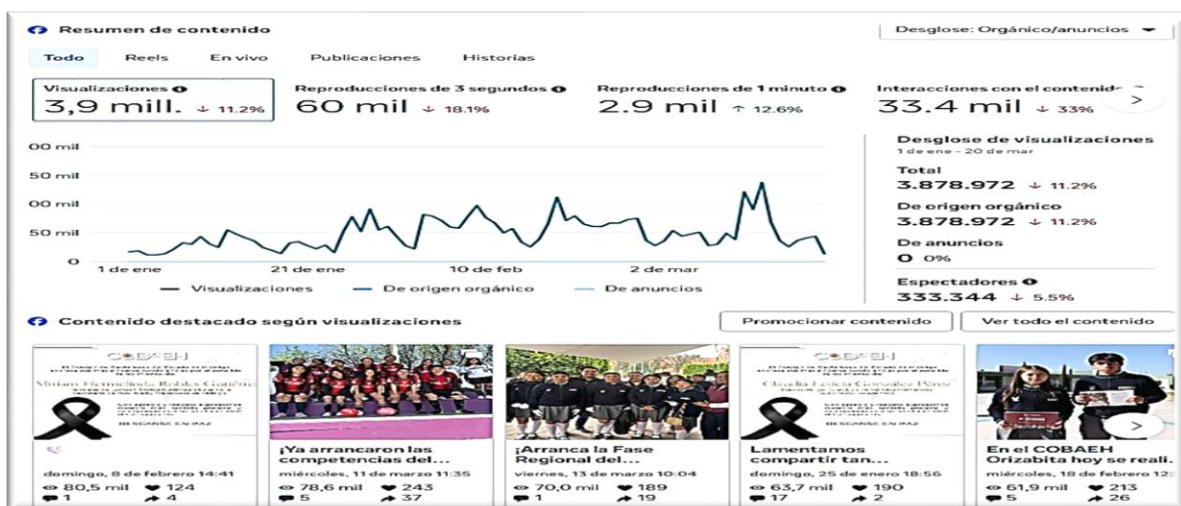 Resumen de contenido
Desglose: Orgánico/anuncios
Todo Reels En vivo Publicaciones Historias
Visualizaciones Reproducciones de 3 segundos Reproducciones de 1 minuto Interacciones con el contenid
3,9 mill. ↓ 11.2% 60 mil ↓ 18.1% 2.9 mil ↑ 12.6% 33.4 mil ↓ 33%
00 mil
50 mil
00 mil
50 mil
0
1 de ene 21 de ene 10 de feb 2 de mar
Visualizaciones De origen orgánico De anuncios
Desglose de visualizaciones
1 de ene - 20 de mar
Total
3.878.972 ↓ 11.2%
De origen orgánico
3.878.972 ↓ 11.2%
De anuncios
0 0%
Espectadores
333.344 ↓ 5.5%
Contenido destacado según visualizaciones
Promocionar contenido
Ver todo el contenido
COBAEH
Miriam Hermelinda Robles Gutiérre
DESCANSE EN PAZ
domingo, 8 de febrero 14:41
80,5 mil 124
1 4
¡Ya arrancaron las
competencias del...
miércoles, 11 de marzo 11:35
78,6 mil 243
5 37
¡Arranca la Fase
Regional del...
viernes, 13 de marzo 10:04
70,0 mil 189
1 19
COBAEH
Claudia Leticia González Pérez
DESCANSE EN PAZ
Lamentamos
compartir tan...
domingo, 25 de enero 18:56
63,7 mil 190
17 2
En el COBAEH
Orizabita hoy se reali.
miércoles, 18 de febrero 12:
61,9 mil 213
5 26